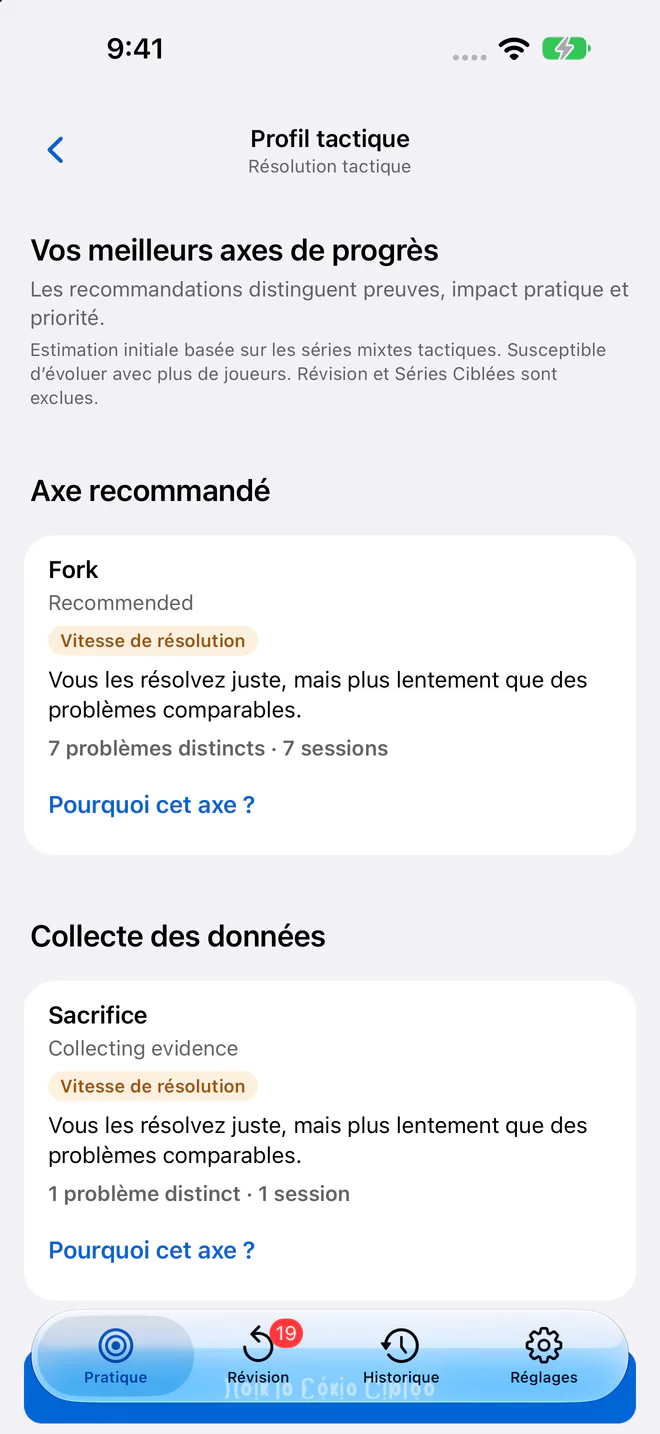 9:41
Profil tactique
Résolution tactique
Vos meilleurs axes de progrès
Les recommandations distinguent preuves, impact pratique et
priorité.
Estimation initiale basée sur les séries mixtes tactiques. Susceptible
d’évoluer avec plus de joueurs. Révision et Séries Ciblées sont
exclues.
Axe recommandé
Fork
Recommended
Vitesse de résolution
Vous les résolvez juste, mais plus lentement que des
problèmes comparables.
7 problèmes distincts · 7 sessions
Pourquoi cet axe ?
Collecte des données
Sacrifice
Collecting evidence
Vitesse de résolution
Vous les résolvez juste, mais plus lentement que des
problèmes comparables.
1 problème distinct · 1 session
Pourquoi cet axe ?
19
Pratique Révision Historique Réglages